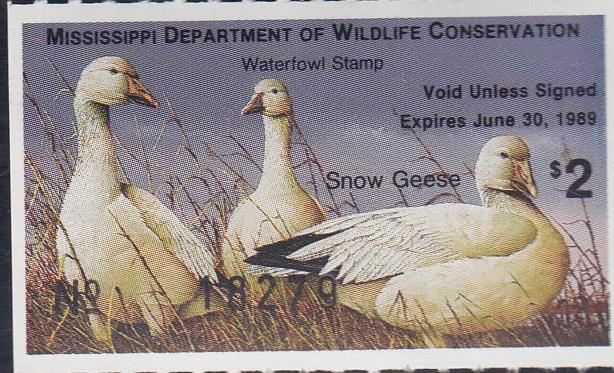 MISSISSIPPI DEPARTMENT OF WILDLIFE CONSERVATION
Waterfowl Stamp
Void Unless Signed
Expires June 30, 1989
$2
Snow Geese
Nº 18279